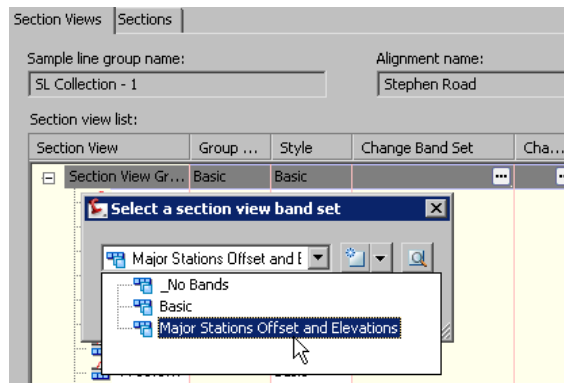 Section Views Sections
Sample line group name: Alignment name:
SL Collection - 1 Stephen Road
Section view list:
Section View Group ... Style Change Band Set Cha...
Section View Gr... Basic Basic
Select a section view band set
Major Stations Offset and E
_No Bands
Basic
Major Stations Offset and Elevations